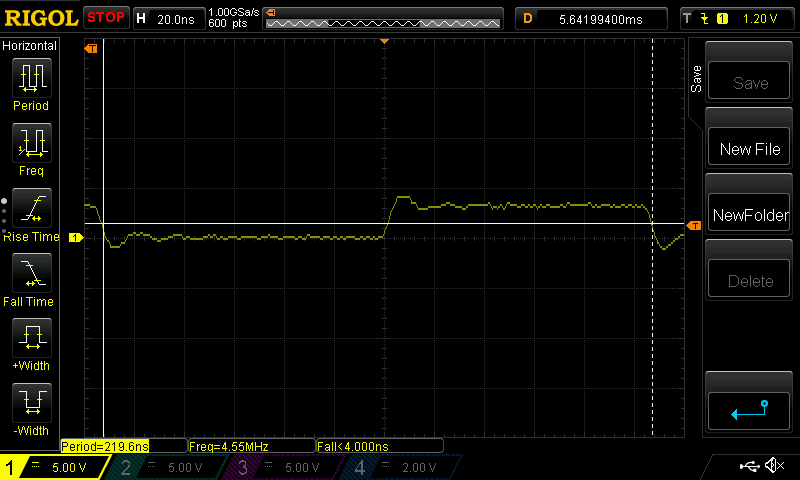 RIGOL STOP H 20.0ns 1.00GSa/s 600 pts D 5.64199400ms T 1 1.20 V
Horizontal
Period
Freq
Rise Time
Fall Time
+Width
-Width
T
1
T
Save
Save
New File
NewFolder
Delete
Period=219.6ns Freq=4.55MHz Fall<4.000ns
1 5.00 V 2 5.00 V 3 5.00 V 4 2.00 V